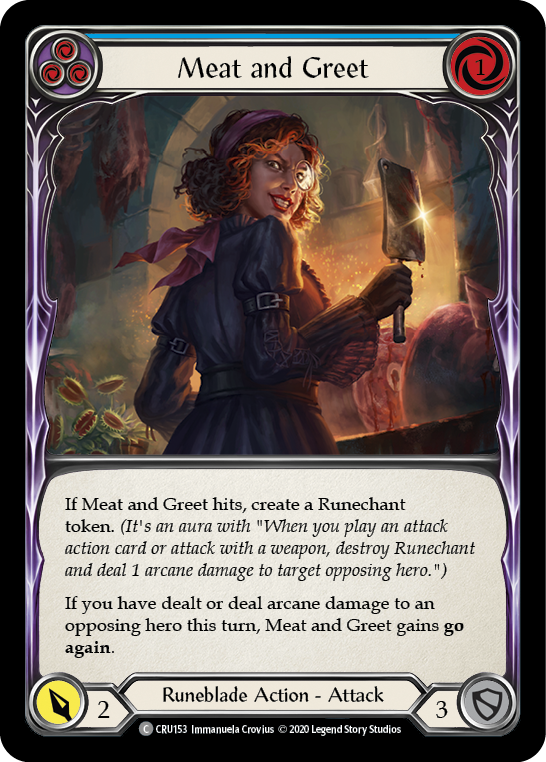 Meat and Greet
1
If Meat and Greet hits, create a Runechant
token. (It's an aura with "When you play an attack
action card or attack with a weapon, destroy Runechant
and deal 1 arcane damage to target opposing hero.")
If you have dealt or deal arcane damage to an
opposing hero this turn, Meat and Greet gains go
again.
2
Runeblade Action - Attack
3
C CRU153 Immanuela Crovius © 2020 Legend Story Studios